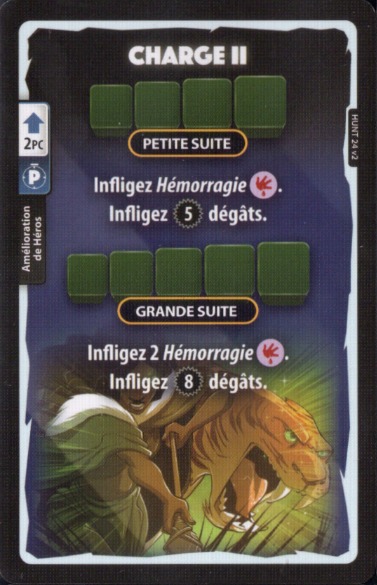 CHARGE II
2PC
P
Amélioration
de Héros
HUNT 24 v2
PETITE SUITE
Infligez Hémorragie.
Infligez 5 dégâts.
GRANDE SUITE
Infligez 2 Hémorragie.
Infligez 8 dégâts.